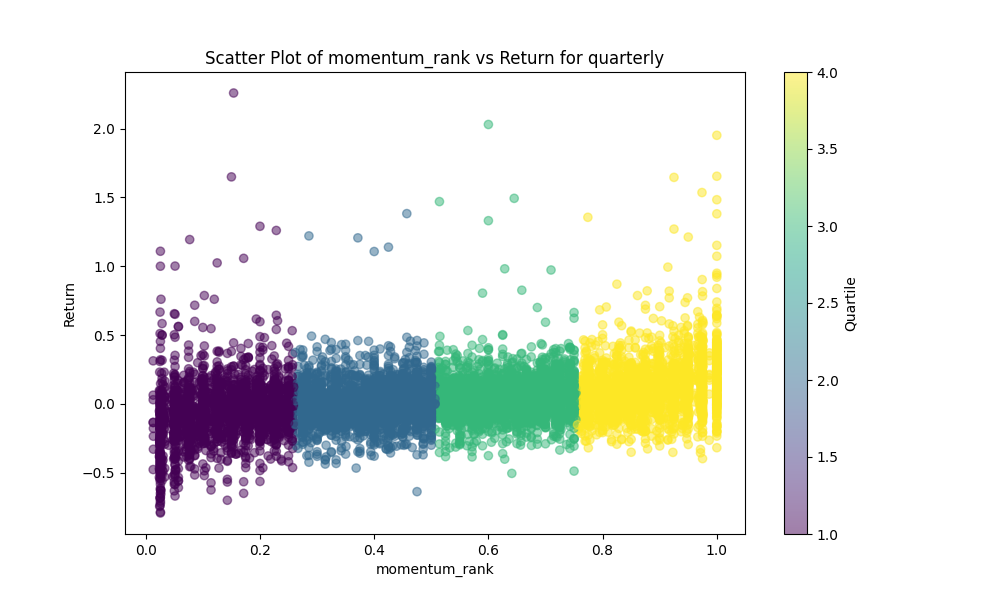 Scatter Plot of momentum_rank vs Return for quarterly
2.0
1.5
1.0
0.5
0.0
−0.5
Return
0.0 0.2 0.4 0.6 0.8 1.0
momentum_rank
4.0
3.5
3.0
2.5
2.0
1.5
1.0
Quartile